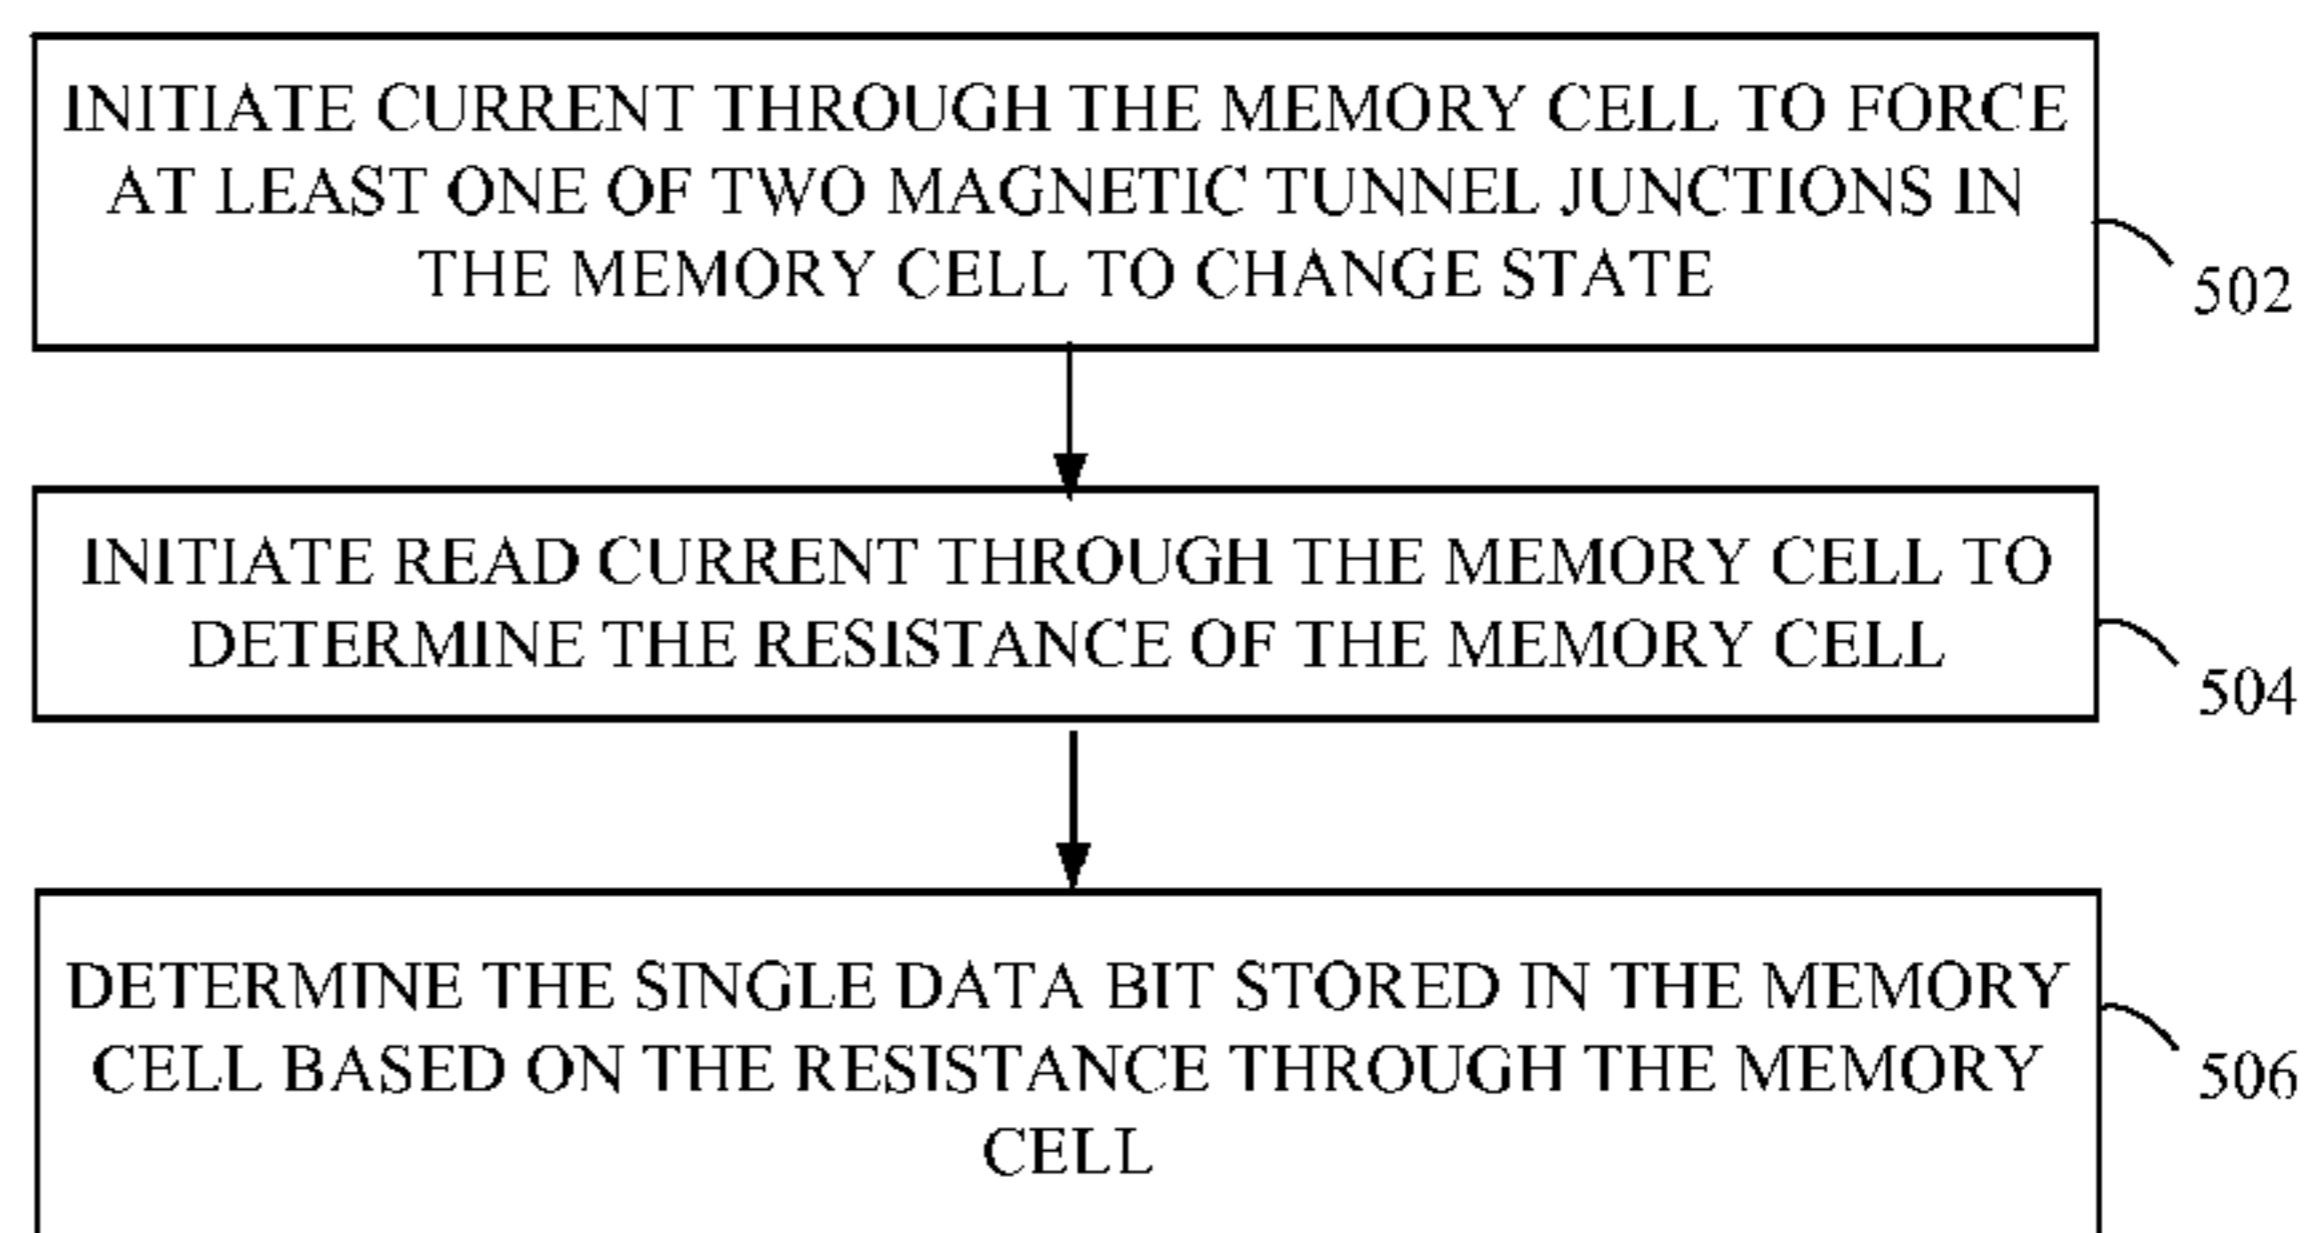 INITIATE CURRENT THROUGH THE MEMORY CELL TO FORCE
AT LEAST ONE OF TWO MAGNETIC TUNNEL JUNCTIONS IN
THE MEMORY CELL TO CHANGE STATE
502
INITIATE READ CURRENT THROUGH THE MEMORY CELL TO
DETERMINE THE RESISTANCE OF THE MEMORY CELL
504
DETERMINE THE SINGLE DATA BIT STORED IN THE MEMORY
CELL BASED ON THE RESISTANCE THROUGH THE MEMORY
CELL
506